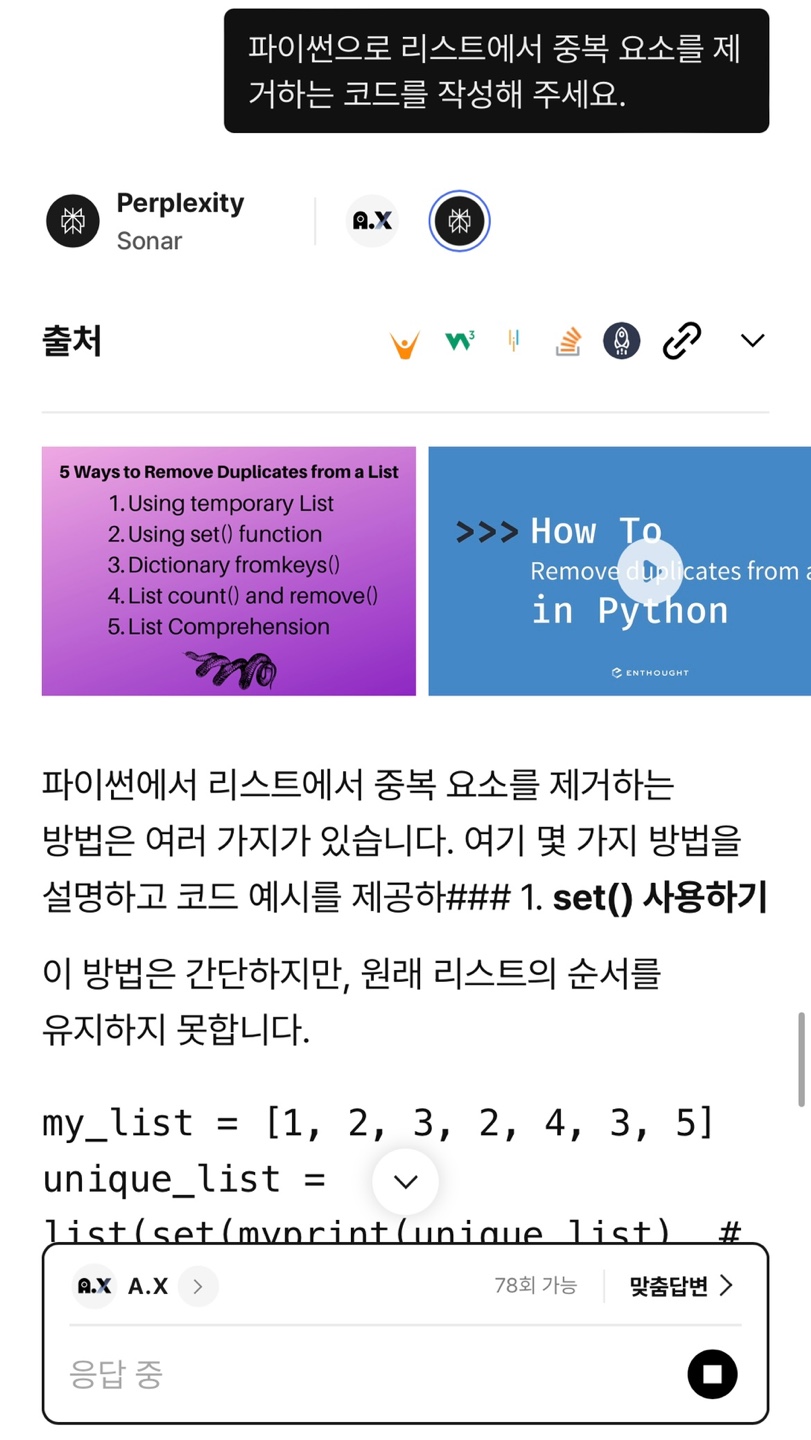 파이썬으로 리스트에서 중복 요소를 제
거하는 코드를 작성해 주세요.
Perplexity
Sonar
A.X
출처
5 Ways to Remove Duplicates from a List
1. Using temporary List
2. Using set() function
3. Dictionary fromkeys()
4. List count() and remove()
5. List Comprehension
>>> How To
Remove duplicates from a
in Python
ENTHOUGHT
파이썬에서 리스트에서 중복 요소를 제거하는
방법은 여러 가지가 있습니다. 여기 몇 가지 방법을
설명하고 코드 예시를 제공하### 1. set() 사용하기
이 방법은 간단하지만, 원래 리스트의 순서를
유지하지 못합니다.
my_list = [1, 2, 3, 2, 4, 3, 5]
unique_list =
list(set(myprint(unique_list) #
A.X A.X
78회 가능
맞춤답변
응답 중